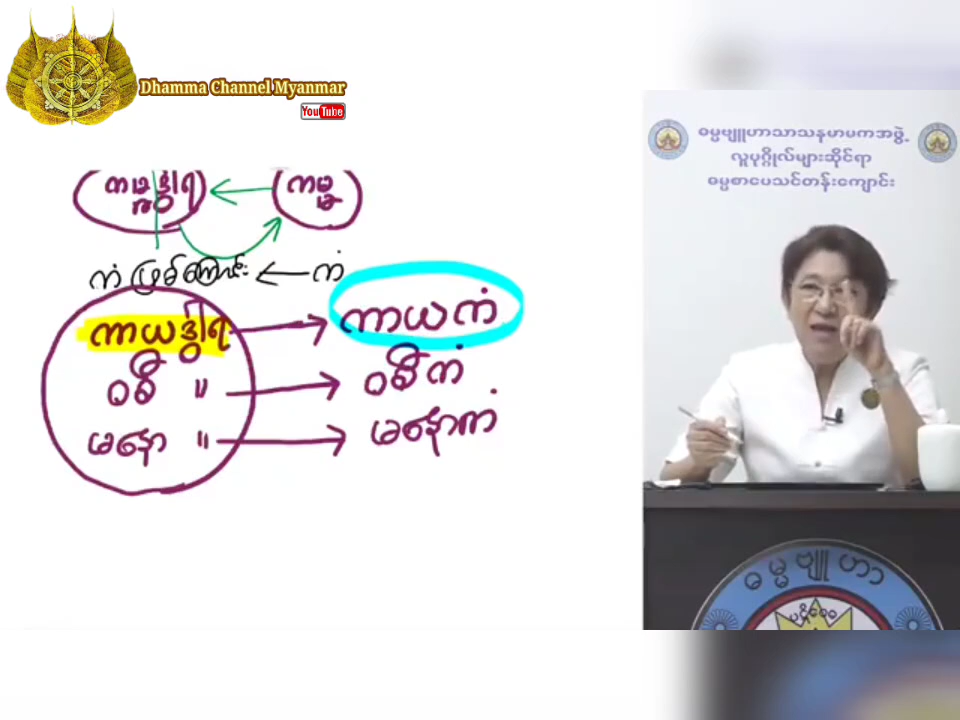 Dhamma Channel Myanmar
YouTube
ကမ္မဒွါရ ကမ္မ
ကံဖြစ်ကြောင်း ကံ
ကာယဒွါရ ကာယကံ
ဝစီ " ဝစီကံ
မနော " မနောကံ
ဓမ္မဗျူဟာသာသနာမာမကအဖွဲ့
လူပုဂ္ဂိုလ်များဆိုင်ရာ
ဓမ္မစာပေသင်တန်းကျောင်း
ဓမ္မဗျူဟာ